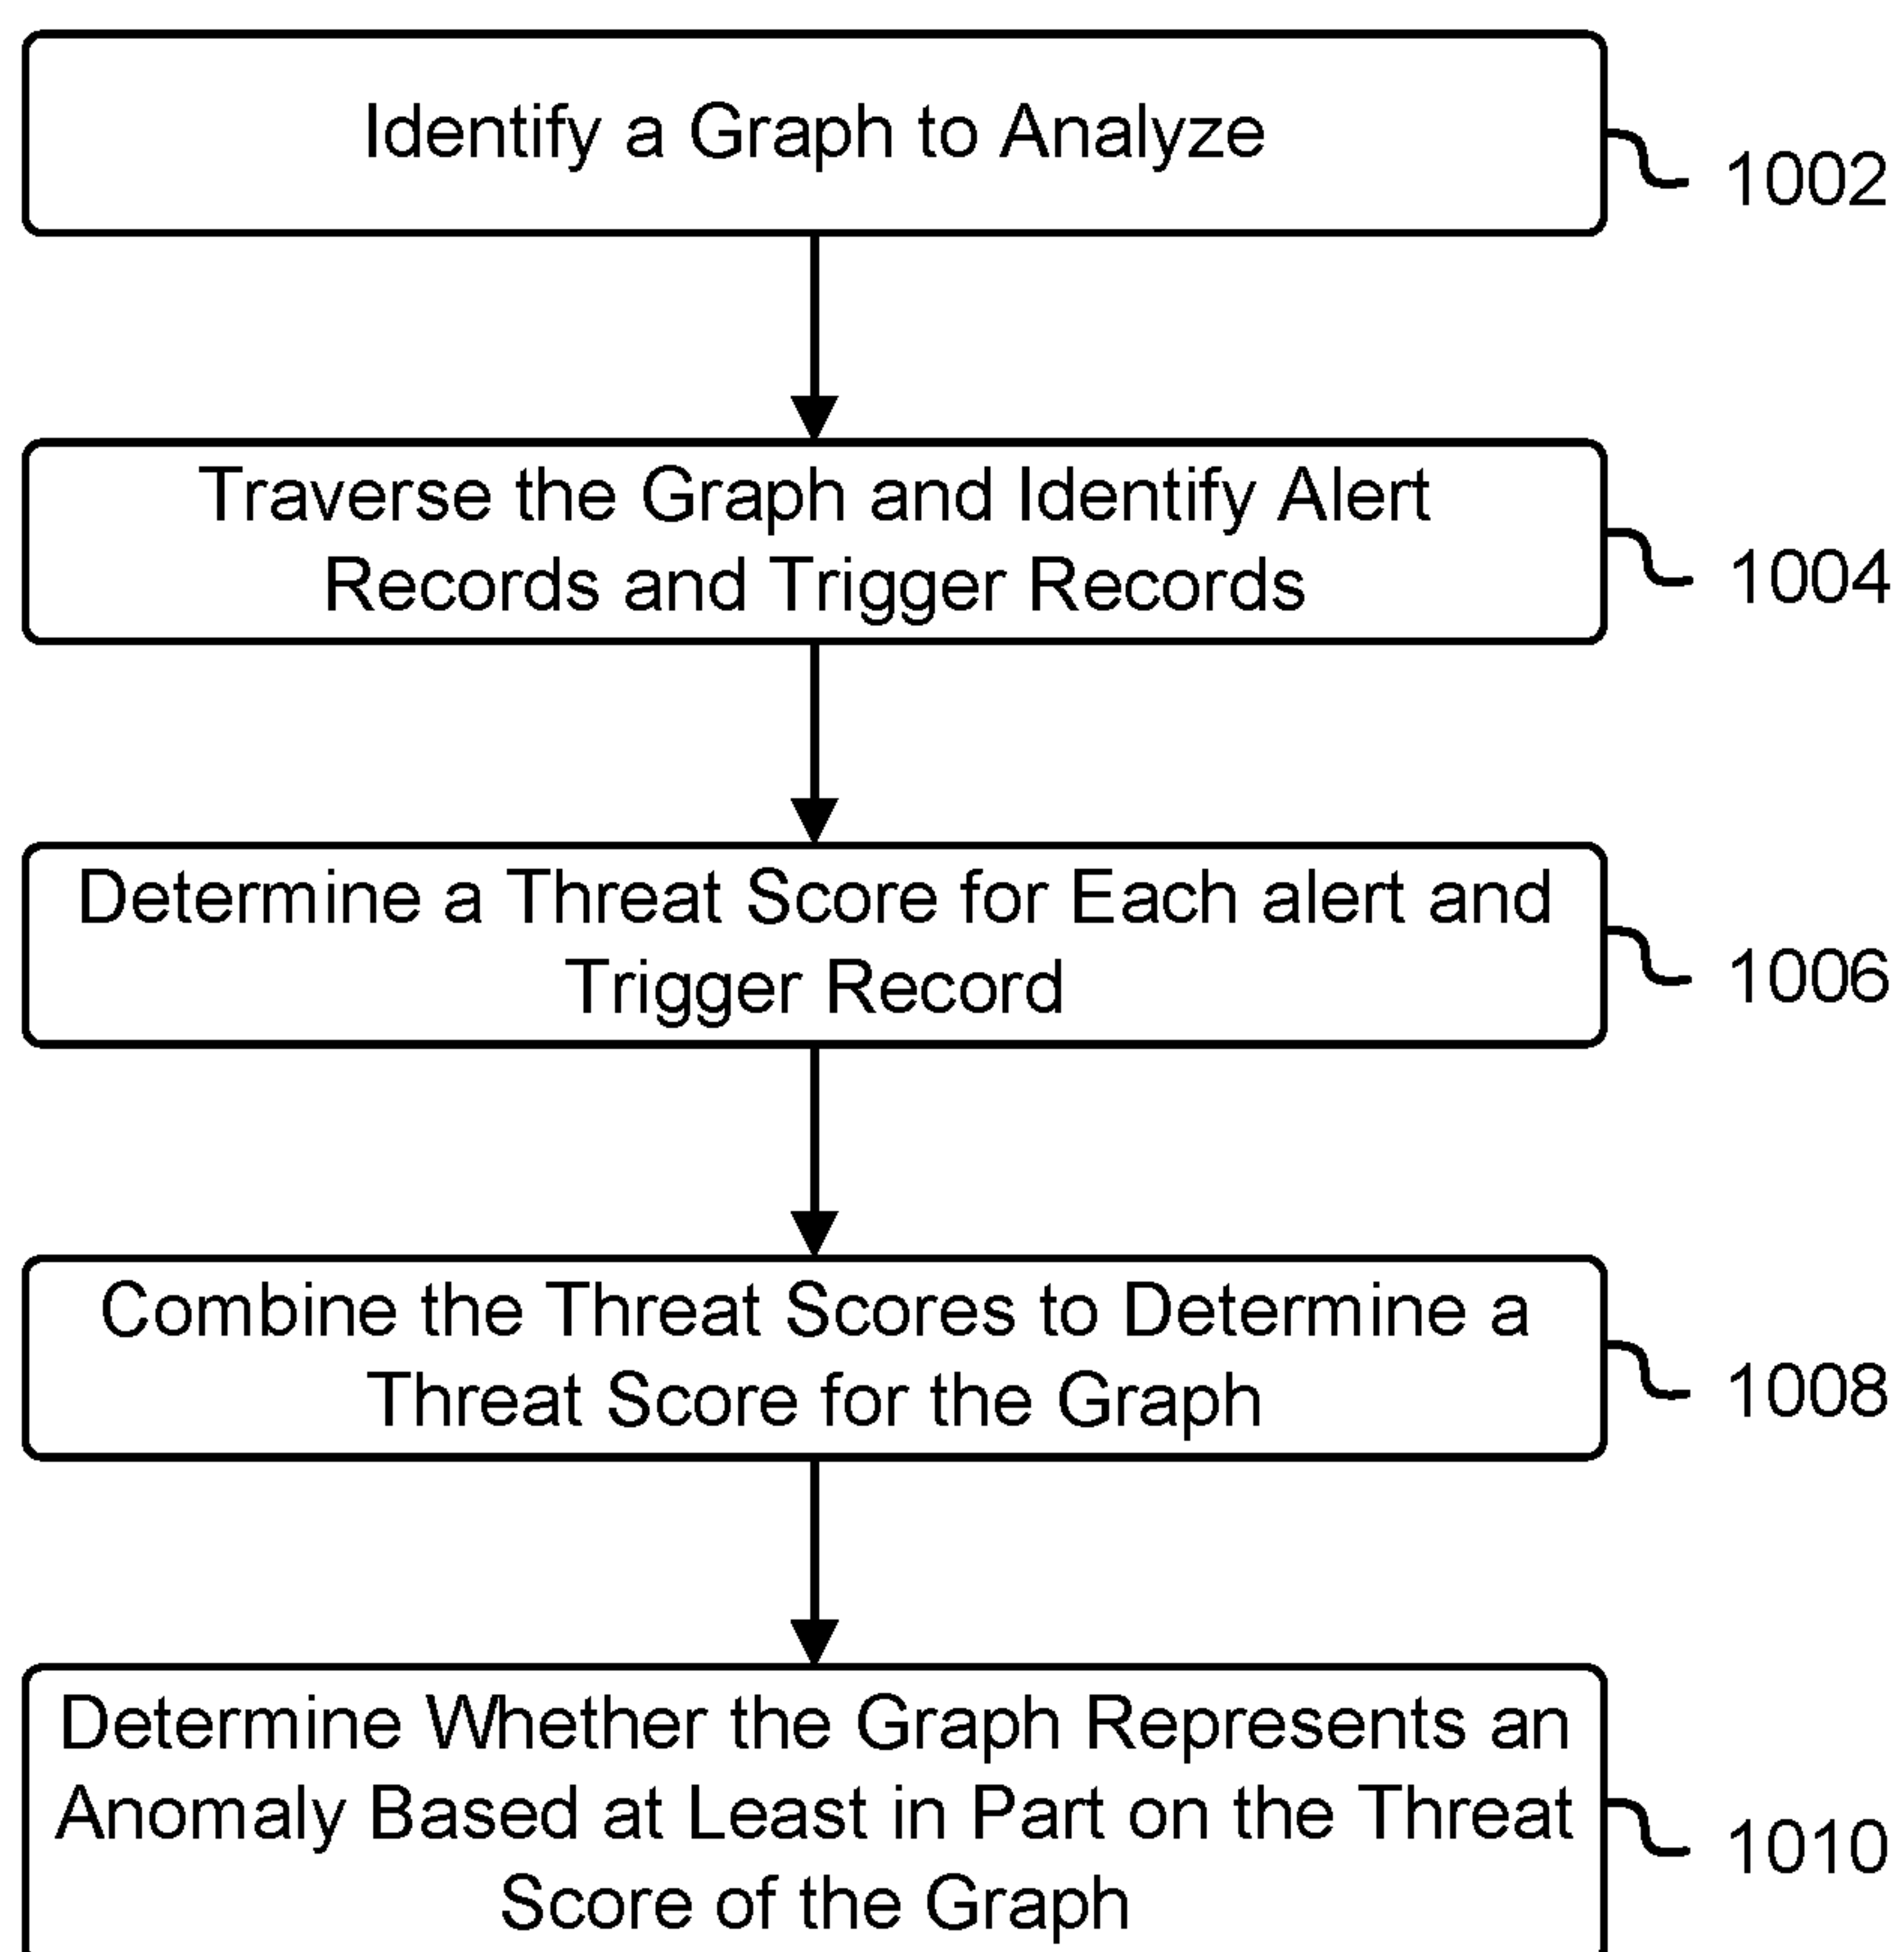 Identify a Graph to Analyze
1002
Traverse the Graph and Identify Alert
Records and Trigger Records
1004
Determine a Threat Score for Each alert and
Trigger Record
1006
Combine the Threat Scores to Determine a
Threat Score for the Graph
1008
Determine Whether the Graph Represents an
Anomaly Based at Least in Part on the Threat
Score of the Graph
1010